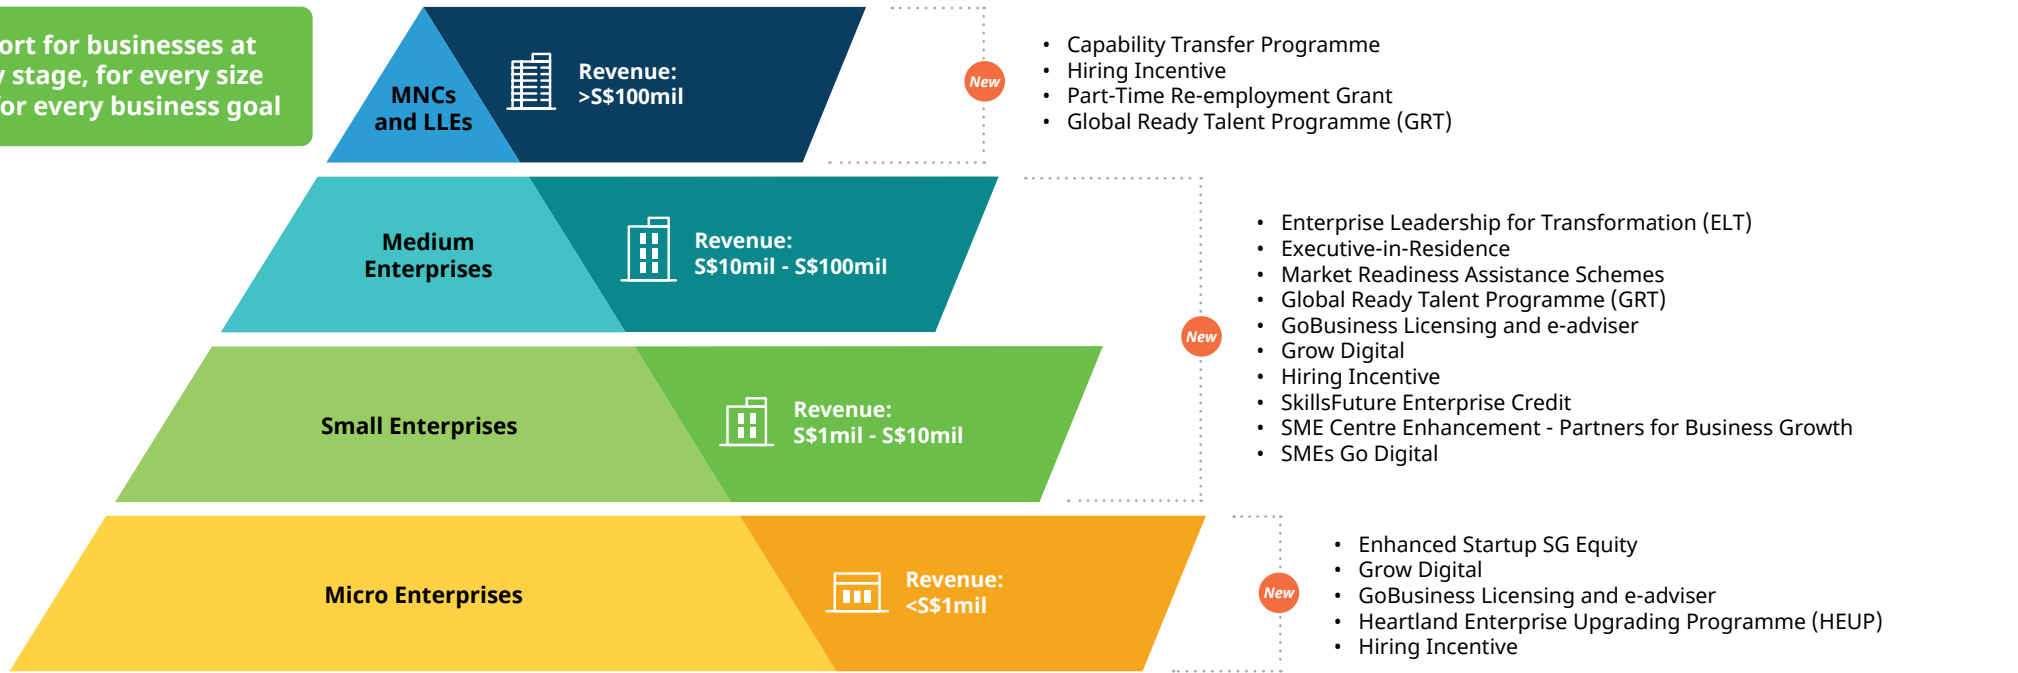 ort for businesses at
y stage, for every size
for every business goal
MNCs
and LLEs
Revenue:
>S$100mil
New
• Capability Transfer Programme
• Hiring Incentive
• Part-Time Re-employment Grant
• Global Ready Talent Programme (GRT)
Medium
Enterprises
Revenue:
S$10mil - S$100mil
Small Enterprises
Revenue:
S$1mil - S$10mil
New
• Enterprise Leadership for Transformation (ELT)
• Executive-in-Residence
• Market Readiness Assistance Schemes
• Global Ready Talent Programme (GRT)
• GoBusiness Licensing and e-adviser
• Grow Digital
• Hiring Incentive
• SkillsFuture Enterprise Credit
• SME Centre Enhancement - Partners for Business Growth
• SMEs Go Digital
Micro Enterprises
Revenue:
<S$1mil
New
• Enhanced Startup SG Equity
• Grow Digital
• GoBusiness Licensing and e-adviser
• Heartland Enterprise Upgrading Programme (HEUP)
• Hiring Incentive